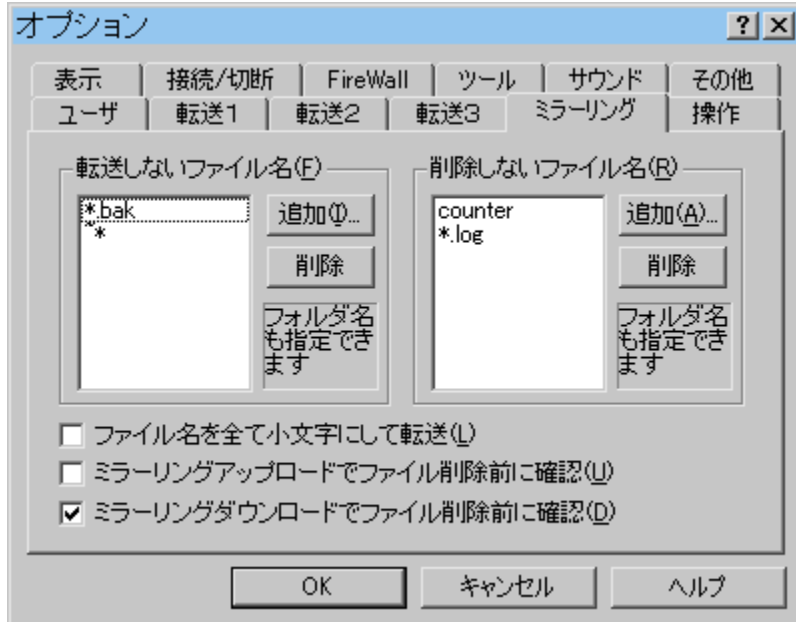 オプション
表示 接続/切断 FireWall ツール サウンド その他
ユーザ 転送1 転送2 転送3 ミラーリング 操作
転送しないファイル名(F) 削除しないファイル名(R)
*.bak 追加(I)... counter 追加(A)...
~* *.log
削除 削除
フォルダ名 フォルダ名
も指定でき も指定でき
ます ます
ファイル名を全て小文字にして転送(L)
ミラーリングアップロードでファイル削除前に確認(U)
ミラーリングダウンロードでファイル削除前に確認(D)
OK キャンセル ヘルプ